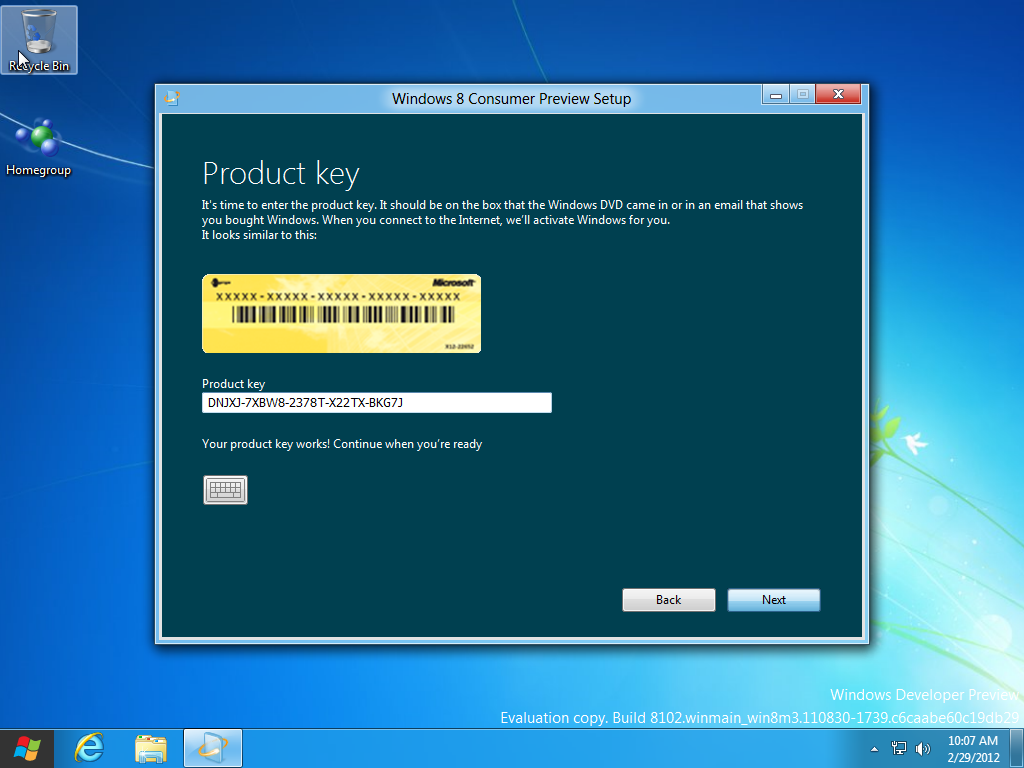 Recycle Bin
Homegroup
Windows 8 Consumer Preview Setup
Product key
It's time to enter the product key. It should be on the box that the Windows DVD came in or in an email that shows
you bought Windows. When you connect to the Internet, we'll activate Windows for you.
It looks similar to this:
Microsoft
XXXXX-XXXXX-XXXXX-XXXXX-XXXXX
X12-22652
Product key
DNJXJ-7XBW8-2378T-X22TX-BKG7J
Your product key works! Continue when you're ready
Back
Next
Windows Developer Preview
Evaluation copy. Build 8102.winmain_win8m3.110830-1739.c6caabe60c19db29
10:07 AM
2/29/2012